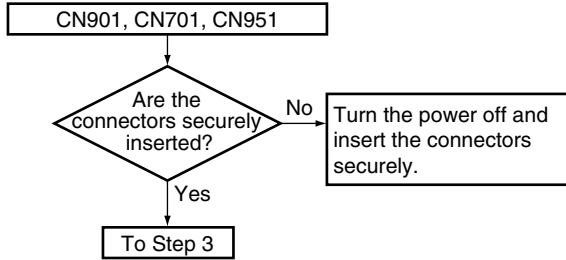 CN901, CN701, CN951
Are the
connectors securely
inserted?
No
Turn the power off and
insert the connectors
securely.
Yes
To Step 3